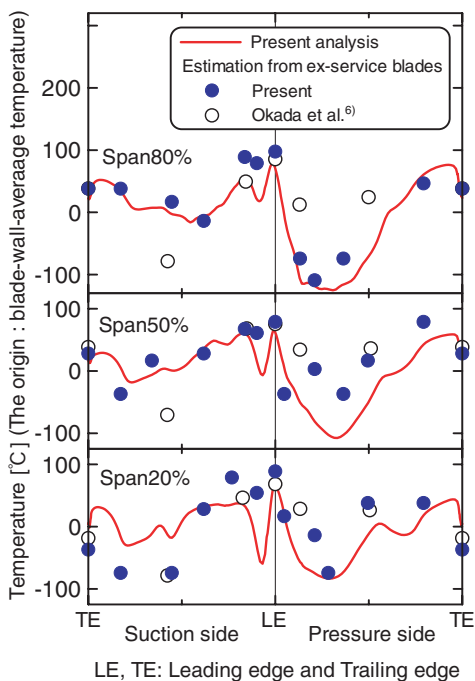 Temperature [℃] (The origin : blade-wall-averaage temperature)
Present analysis
Estimation from ex-service blades
Present
Okada et al.6)
200
100
0
-100
Span80%
100
0
-100
Span50%
100
0
-100
Span20%
TE
LE
TE
Suction side
Pressure side
LE, TE: Leading edge and Trailing edge